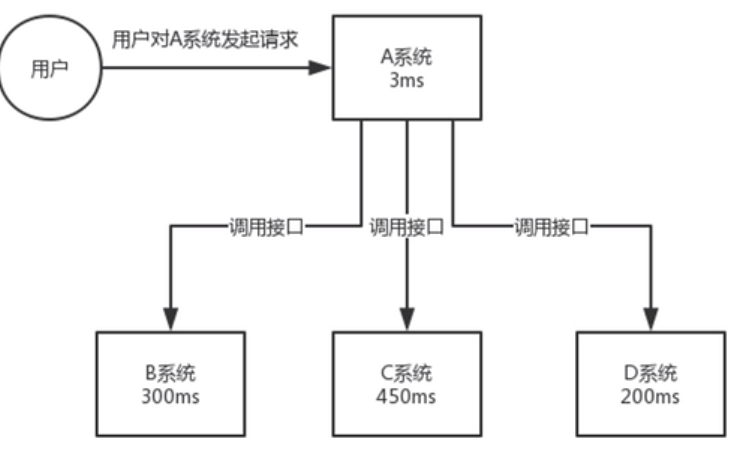 用户对A系统发起请求
用户
A系统
3ms
调用接口
调用接口
调用接口
B系统
300ms
C系统
450ms
D系统
200ms